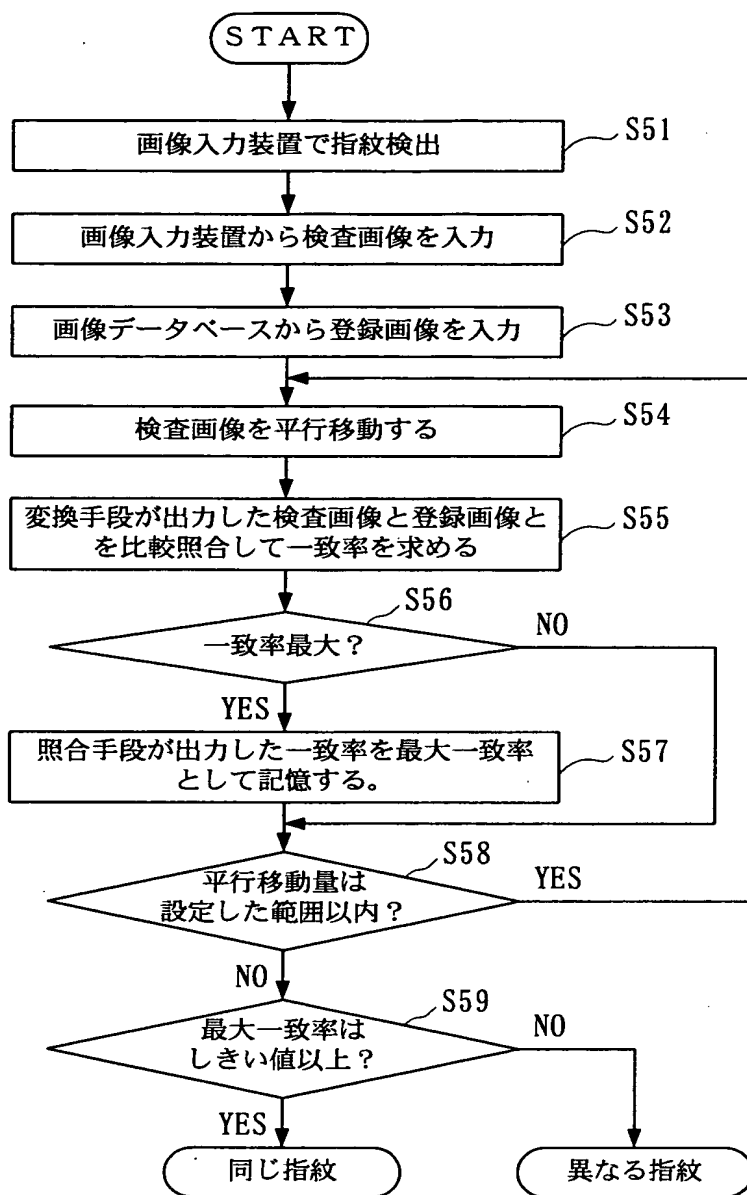 START
画像入力装置で指紋検出
S51
画像入力装置から検査画像を入力
S52
画像データベースから登録画像を入力
S53
検査画像を平行移動する
S54
変換手段が出力した検査画像と登録画像と
を比較照合して一致率を求める
S55
S56
一致率最大?
NO
YES
照合手段が出力した一致率を最大一致率
として記憶する。
S57
S58
平行移動量は
設定した範囲以内?
YES
NO
S59
最大一致率は
しきい値以上?
NO
YES
同じ指紋
異なる指紋